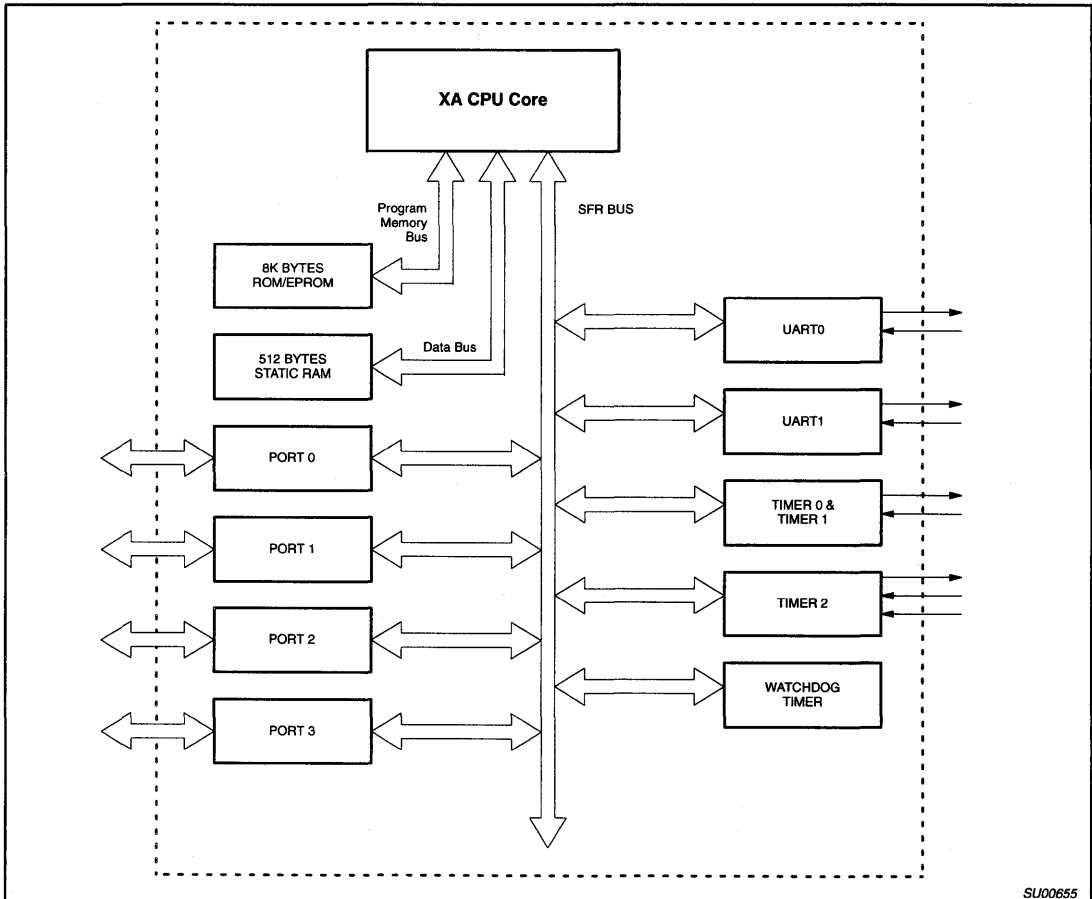 XA CPU Core
Program
Memory
Bus
SFR BUS
8K BYTES
ROM/EPROM
512 BYTES
STATIC RAM
Data Bus
UART0
UART1
PORT 0
PORT 1
PORT 2
PORT 3
TIMER 0 &
TIMER 1
TIMER 2
WATCHDOG
TIMER
SU00655